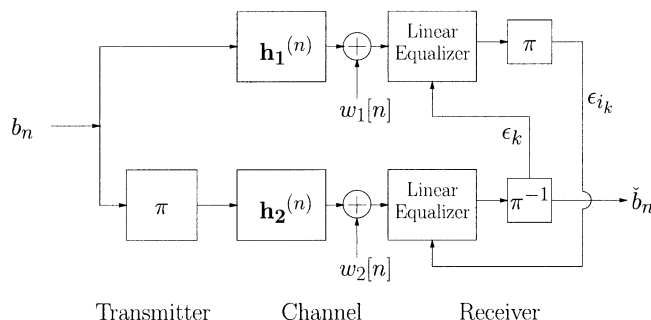 h₁⁽ⁿ⁾
Linear
Equalizer
π
w₁[n]
ϵ_{i_k}
ϵ_k
b_n
π
h₂⁽ⁿ⁾
Linear
Equalizer
π⁻¹
b̌_n
w₂[n]
Transmitter Channel Receiver